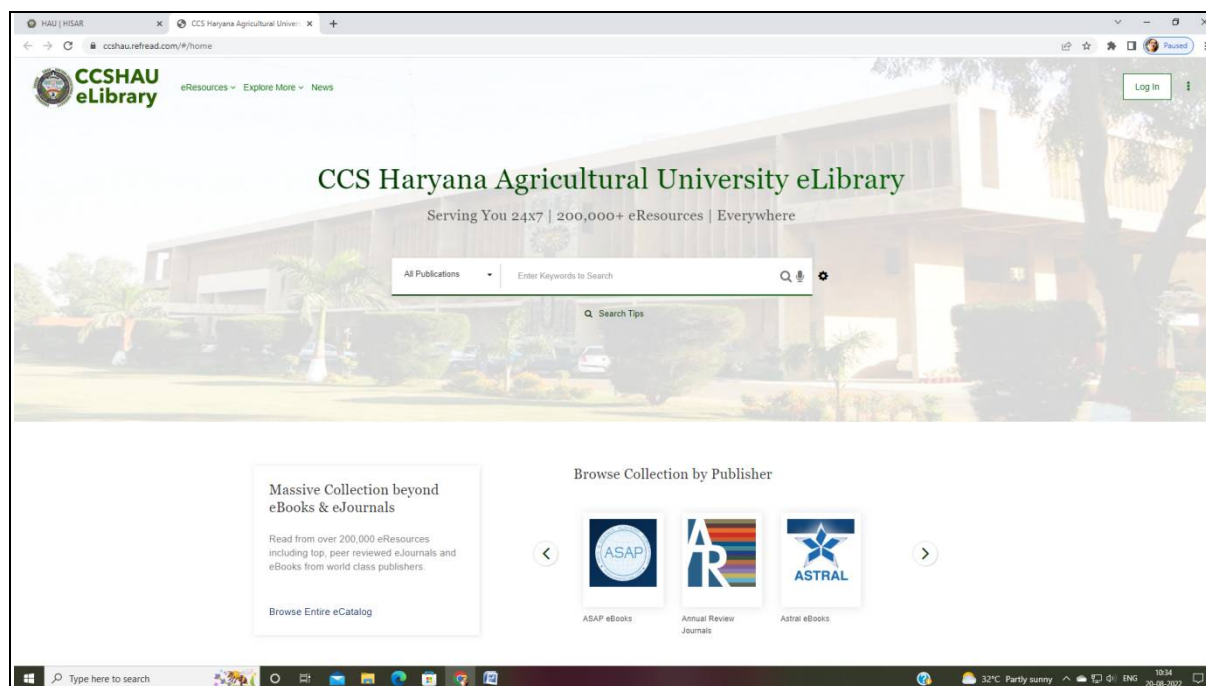 HAU | HISAR
CCS Haryana Agricultural Univer
ccshau.refread.com/#/home
Paused
CCSHAU
eLibrary
eResources
Explore More
News
Log In
CCS Haryana Agricultural University eLibrary
Serving You 24x7 | 200,000+ eResources | Everywhere
All Publications
Enter Keywords to Search
Search Tips
Massive Collection beyond
eBooks & eJournals
Read from over 200,000 eResources
including top, peer reviewed eJournals and
eBooks from world class publishers.
Browse Entire eCatalog
Browse Collection by Publisher
ASAP
AR
ASTRAL
ASAP eBooks
Annual Review
Journals
Astral eBooks
Type here to search
32°C Partly sunny
ENG
10:34
20-08-2022